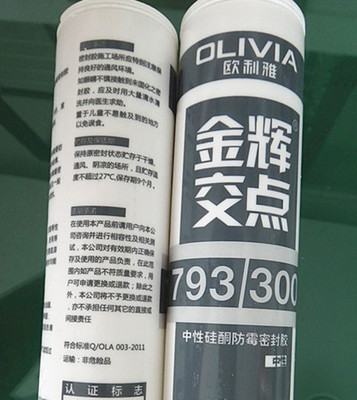 密封胶施工场所应特别注意保
持良好的通风环境。
如眼睛不慎接触到未固化之密
封胶，应及时用大量清水清
洗并向医生求助。
置于儿童不易触及到的地方
以免误食。
保持原密封状态贮存于干燥、
通风、阴凉的场所，且贮存温
度不超过27℃,保存期9个月。
在使用本产品前请用户向本公
司咨询并进行相容性及相关测
试，本公司对有效期内正确保
存及使用的产品负责，在此范
围内如产品不符质量要求，用
户可申请更换或退款；除此之
外，本公司将不予更换或退款
，亦不承担任何其它的直接或
间接责任。
符合标准Q/OLA 003-2011
运输：非危险品
认证标志
OLIVIA
欧利雅
金辉®
交点
793/300
中性硅酮防霉密封胶
中性